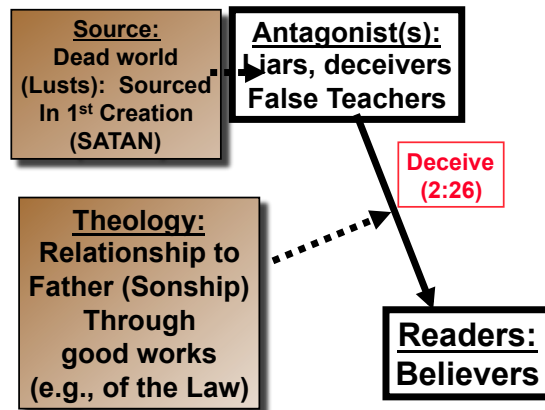 Source:
Dead world
(Lusts): Sourced
In 1st Creation
(SATAN)
Antagonist(s):
Liars, deceivers
False Teachers
Deceive
(2:26)
Theology:
Relationship to
Father (Sonship)
Through
good works
(e.g., of the Law)
Readers:
Believers